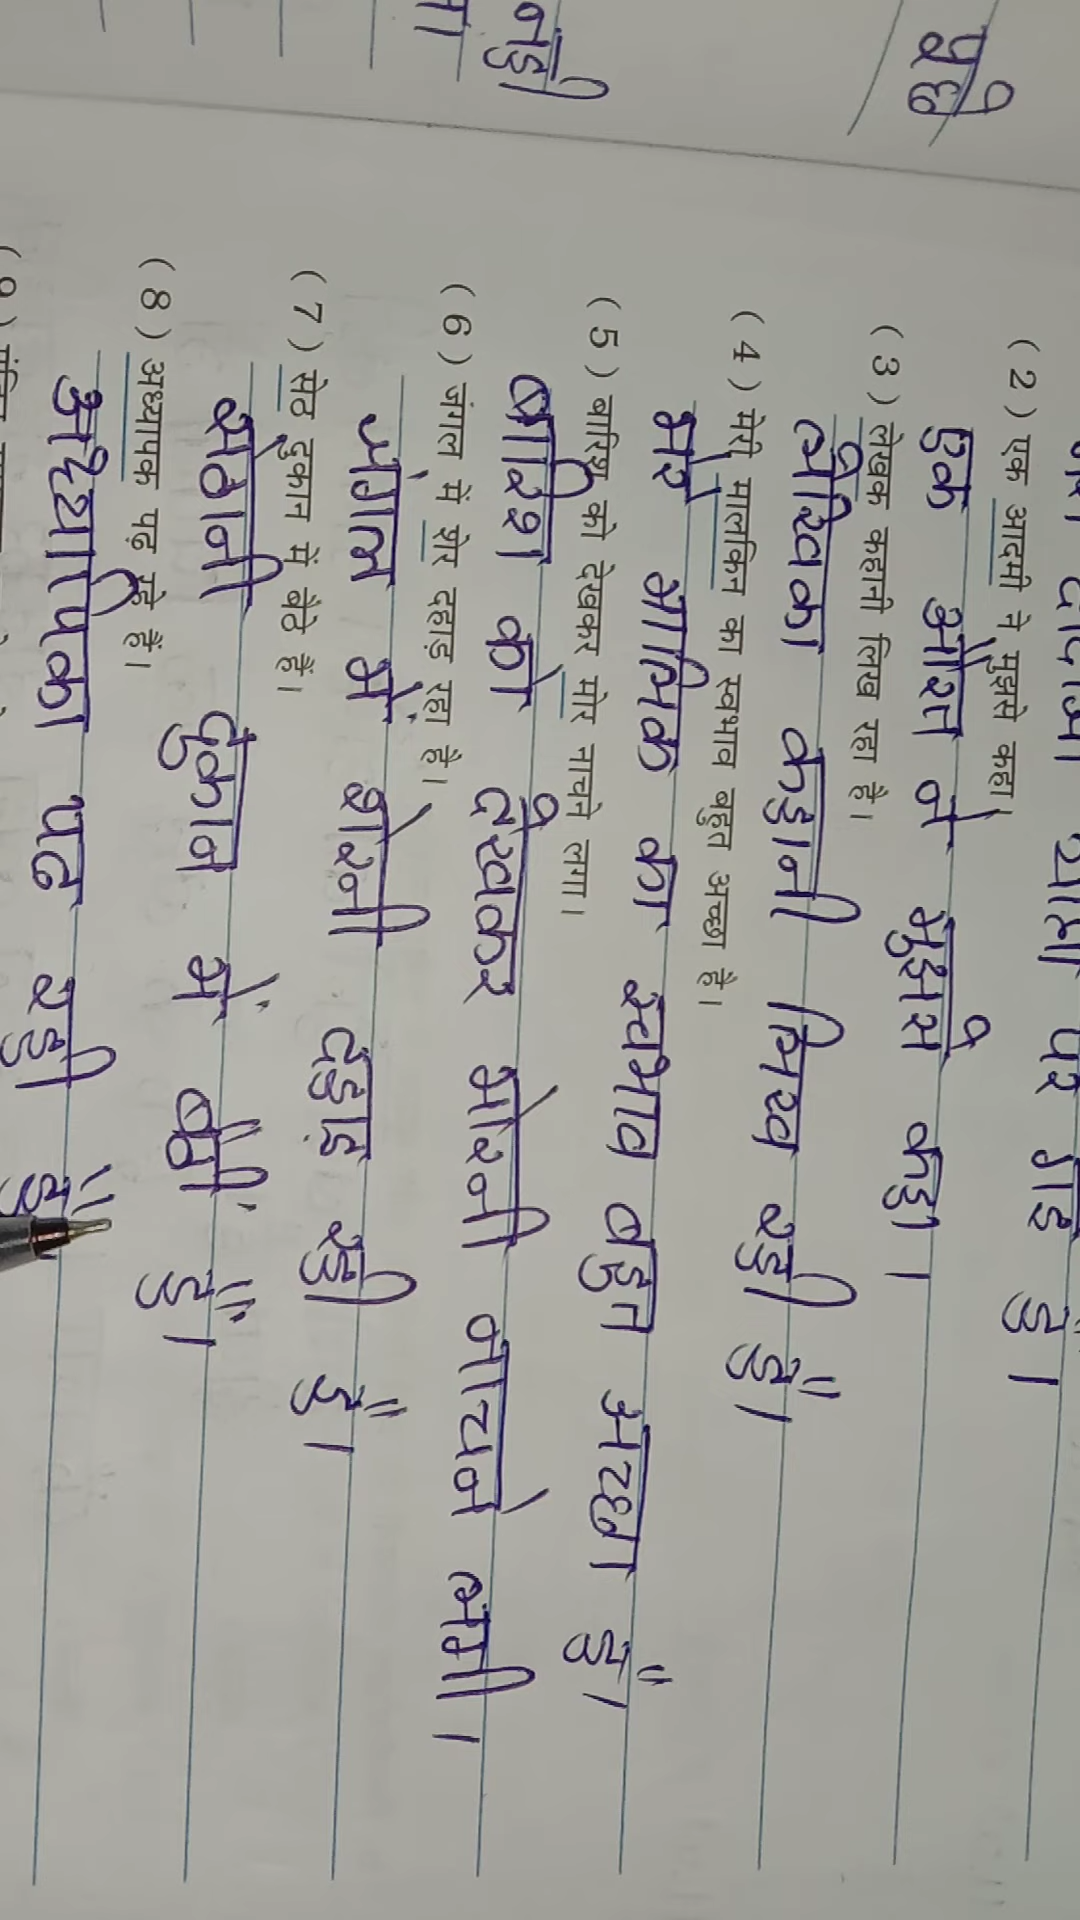 नही
पुछ
(2) एक आदमी ने मुझसे कहा।
एक औरत ने मुझसे कहा।
(3) लेखक कहानी लिख रहा है।
लेखिका कहानी लिख रही है।
(4) मेरी मालकिन का स्वभाव बहुत अच्छा है।
मेरे मालिक का स्वभाव बहुत अच्छा है।
(5) बारिश को देखकर मोर नाचने लगा।
बारिश को देखकर मोरनी नाचने लगी।
(6) जंगल में शेर दहाड़ रहा है।
जंगल में शेरनी दहाड़ रही है।
(7) सेठ दुकान में बैठे हैं।
सेठानी दुकान में बैठी हैं।
(8) अध्यापक पढ़ रहे हैं।
अध्यापिका पढ रही